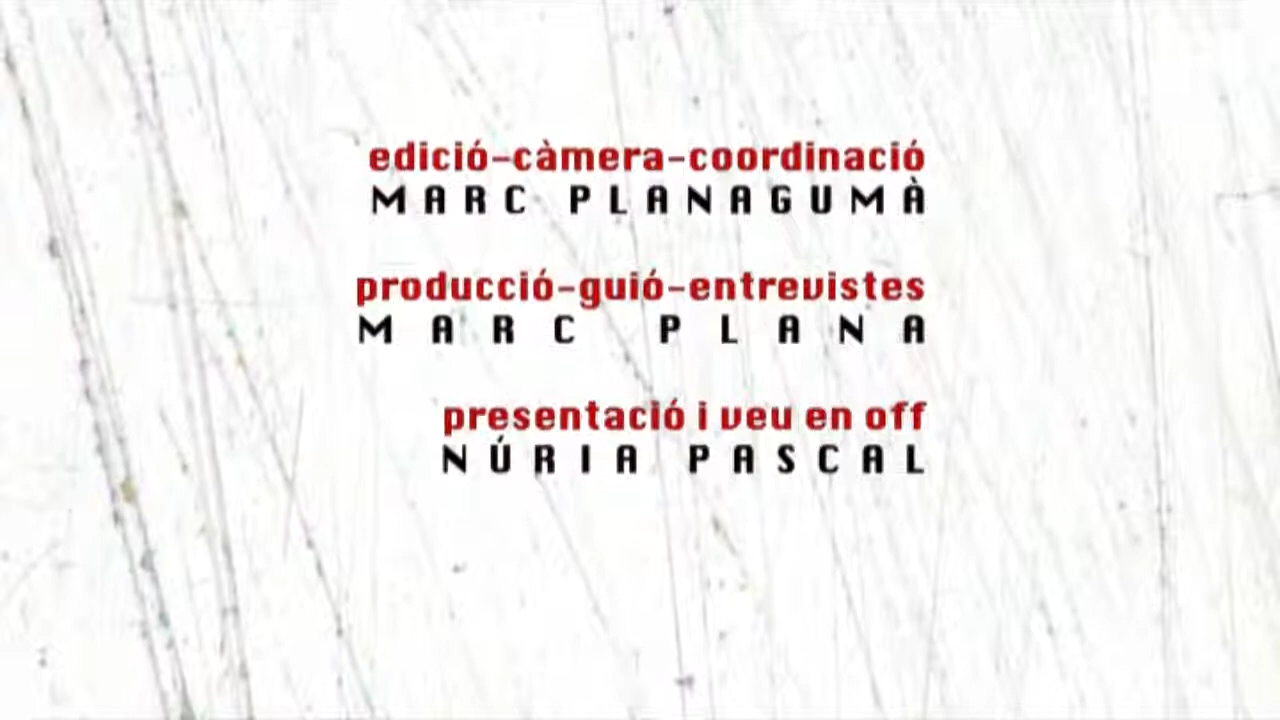 edició-càmera-coordinació
MARC PLANAGUMÀ
producció-guió-entrevistes
MARC PLANA
presentació i veu en off
NÚRIA PASCAL